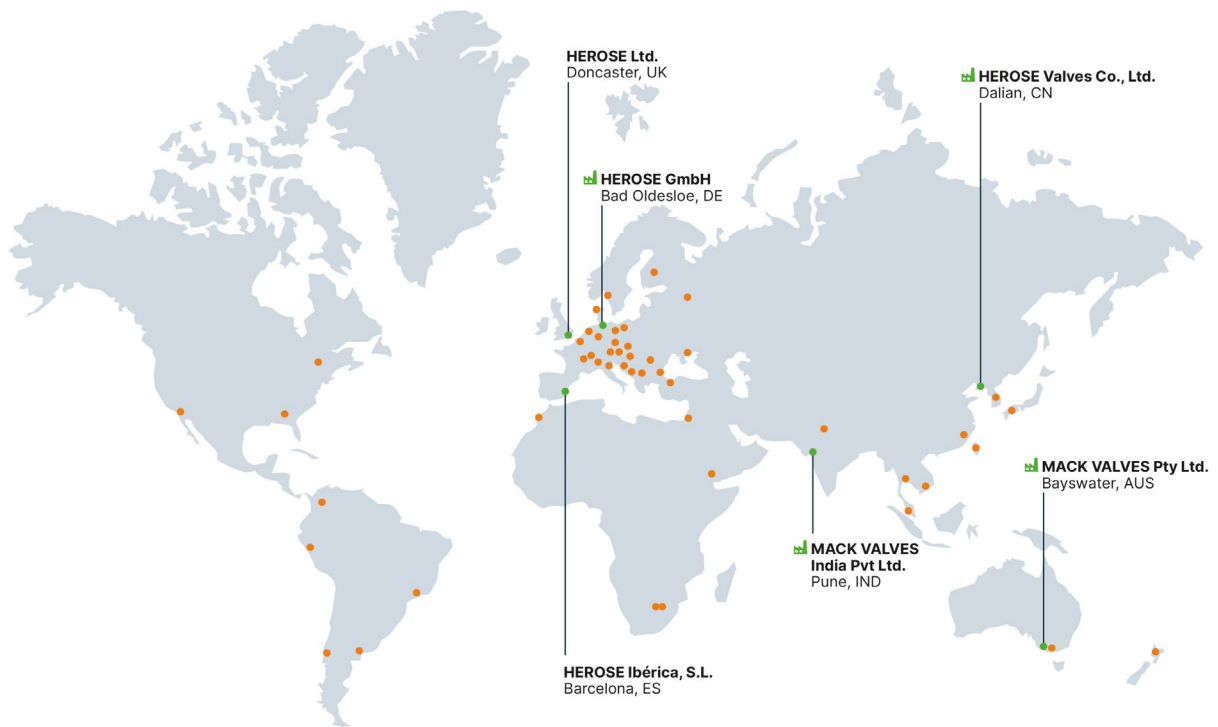 HEROSE Ltd.
Doncaster, UK
HEROSE Valves Co., Ltd.
Dalian, CN
HEROSE GmbH
Bad Oldesloe, DE
MACK VALVES Pty Ltd.
Bayswater, AUS
MACK VALVES
India Pvt Ltd.
Pune, IND
HEROSE Ibérica, S.L.
Barcelona, ES